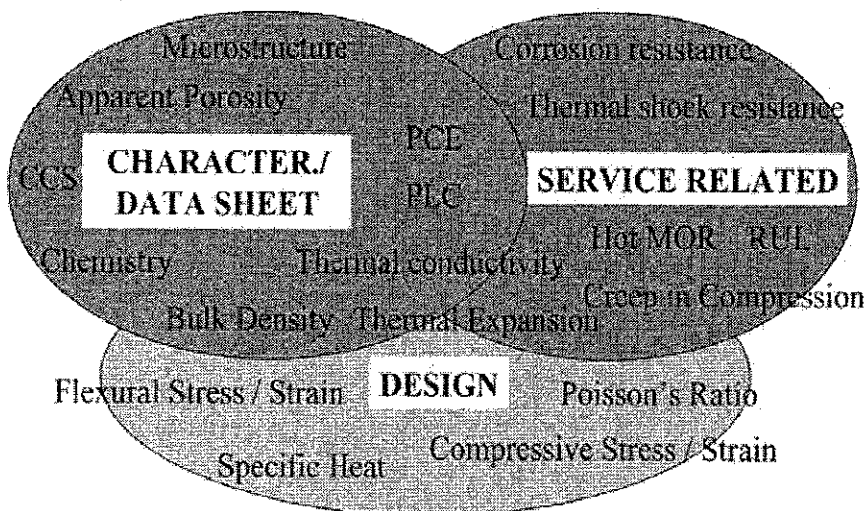 Microstructure
Corrosion resistance
Apparent Porosity
Thermal shock resistance
PCE
CCS
CHARACTER./
DATA SHEET
PLC
SERVICE RELATED
Hot MOR
RUL
Chemistry
Thermal conductivity
Creep in Compression
Bulk Density
Thermal Expansion
Flexural Stress / Strain
DESIGN
Poisson's Ratio
Compressive Stress / Strain
Specific Heat